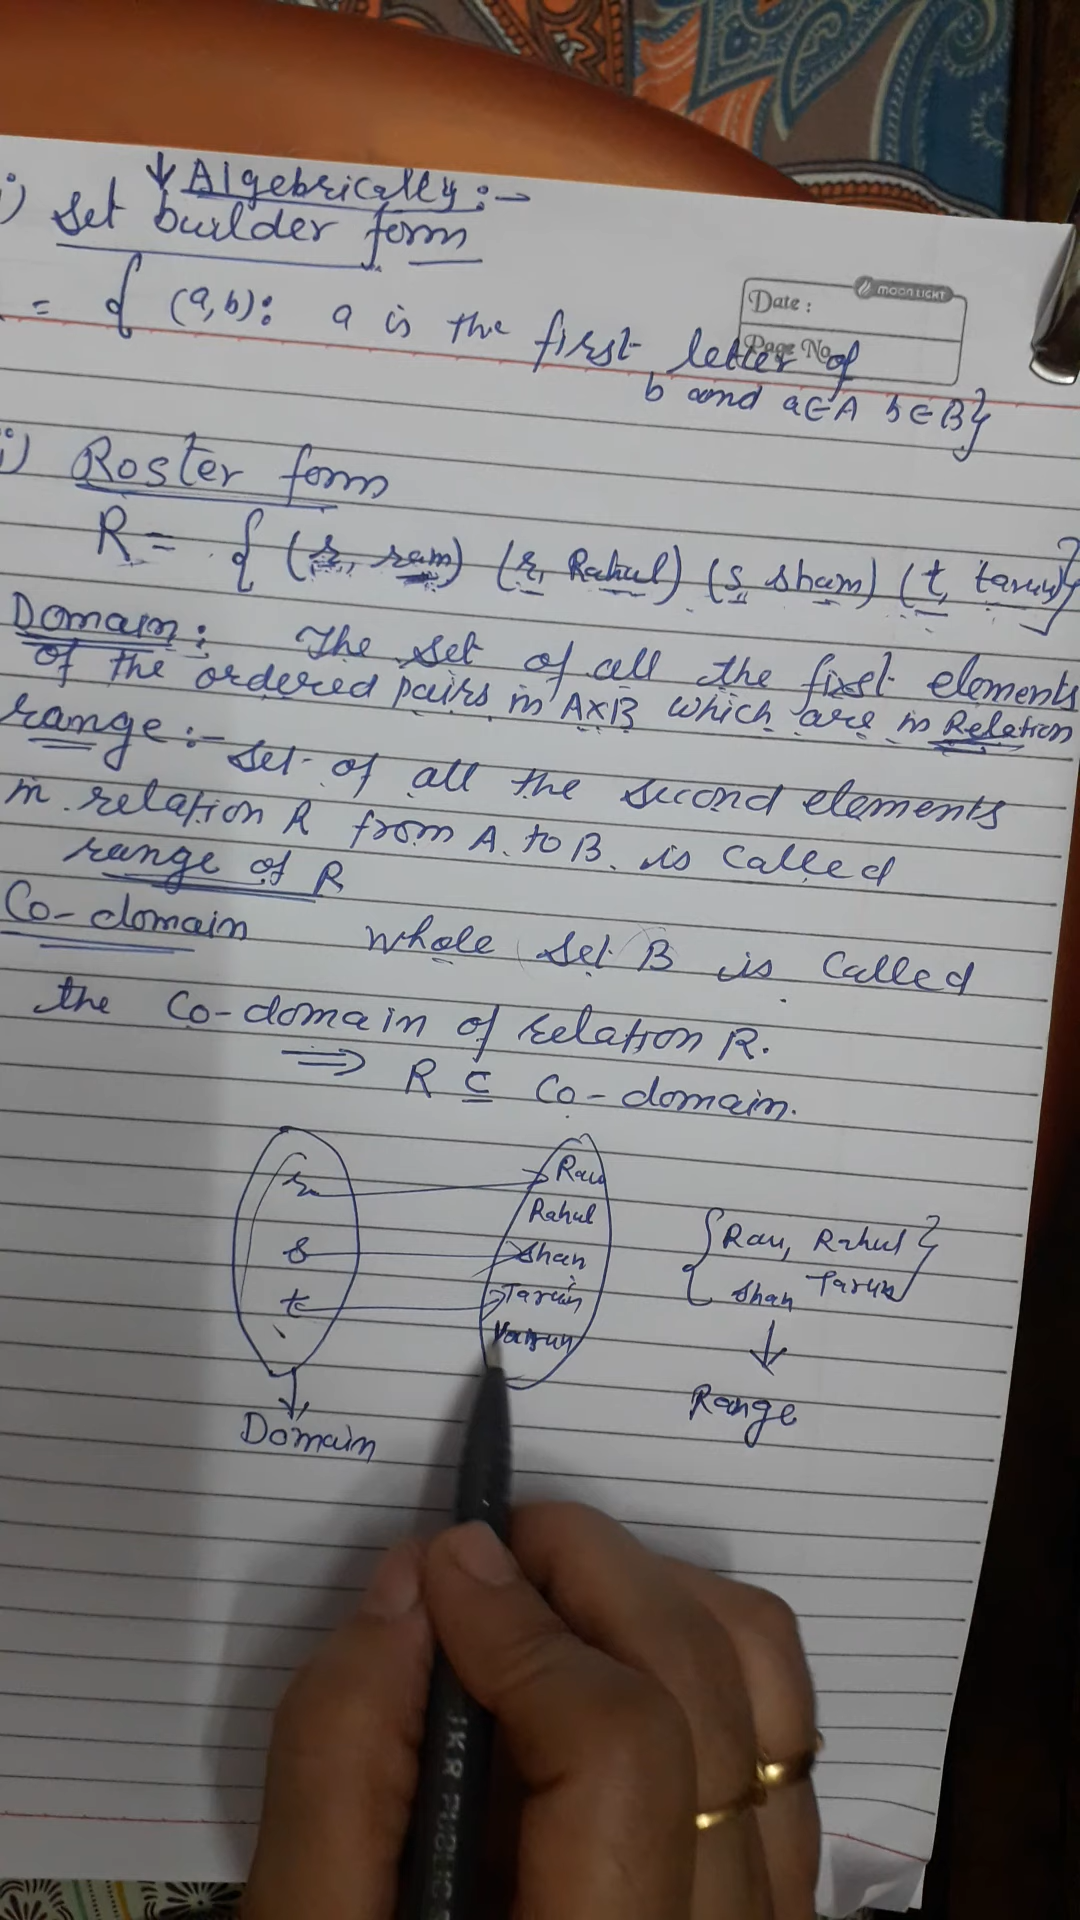 ↓ Algebrically :-
i) Set builder form
= { (a,b): a is the first letter of
b and a∈A b∈B}
MOONLIGHT
Date :
Page No.
i) Roster form
R = { (r, ram) (r, Rahul) (s, sham) (t, tarun)}
Domain: The set of all the first elements
of the ordered pairs in A×B which are in Relation
range :- Set of all the second elements
in relation R from A to B is called
range of R
Co-domain whole set B is called
the Co-domain of relation R.
⇒ R ⊆ Co-domain.
r
s
t
Domain
Ram
Rahul
Sham
Tarun
Varun
{Ram, Rahul
Sham Tarun}
↓
Range